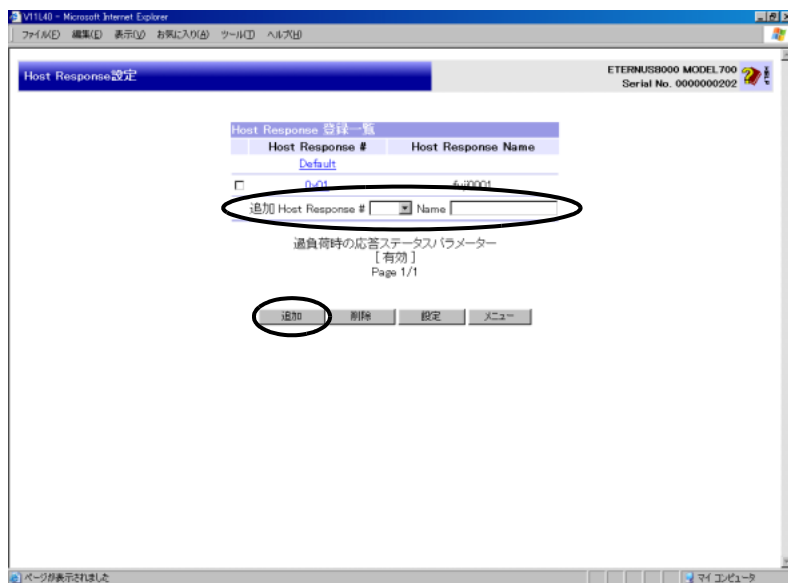 V11L40 - Microsoft Internet Explorer
ファイル(F) 編集(E) 表示(V) お気に入り(A) ツール(T) ヘルプ(H)
Host Response設定
ETERNUS8000 MODEL700
Serial No. 0000000202
Host Response 登録一覧
Host Response # Host Response Name
Default
0x01 fuji0001
追加 Host Response # Name
過負荷時の応答ステータスパラメーター
[ 有効 ]
Page 1/1
追加 削除 設定 メニュー
ページが表示されました マイ コンピュータ